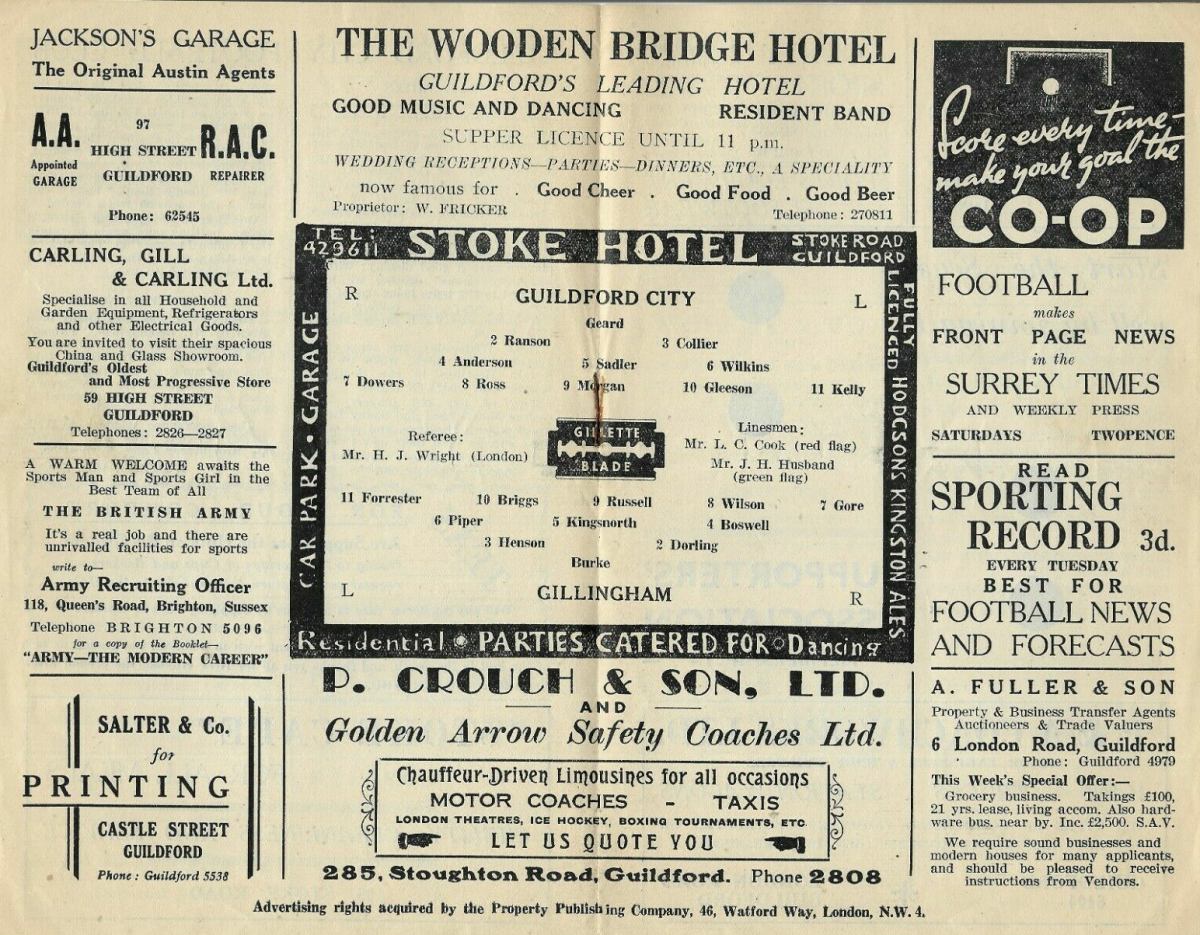 JACKSON'S GARAGE
The Original Austin Agents
A.A.
Appointed
GARAGE
97
HIGH STREET
GUILDFORD
R.A.C.
REPAIRER
Phone: 62545
CARLING, GILL
& CARLING Ltd.
Specialise in all Household and
Garden Equipment, Refrigerators
and other Electrical Goods.
You are invited to visit their spacious
China and Glass Showroom.
Guildford's Oldest
and Most Progressive Store
59 HIGH STREET
GUILDFORD
Telephones: 2826—2827
A WARM WELCOME awaits the
Sports Man and Sports Girl in the
Best Team of All
THE BRITISH ARMY
It's a real job and there are
unrivalled facilities for sports
write to—
Army Recruiting Officer
118, Queen's Road, Brighton, Sussex
Telephone BRIGHTON 5096
for a copy of the Booklet—
"ARMY—THE MODERN CAREER"
SALTER & Co.
for
PRINTING
CASTLE STREET
GUILDFORD
Phone: Guildford 5538
THE WOODEN BRIDGE HOTEL
GUILDFORD'S LEADING HOTEL
GOOD MUSIC AND DANCING RESIDENT BAND
SUPPER LICENCE UNTIL 11 p.m.
WEDDING RECEPTIONS—PARTIES—DINNERS, ETC., A SPECIALITY
now famous for . Good Cheer . Good Food . Good Beer
Proprietor: W. FRICKER Telephone: 270811
TEL:
429611
STOKE HOTEL
STOKE ROAD
GUILDFORD
CAR PARK • GARAGE
FULLY LICENCED HODGSONS KINGSTON ALES
R GUILDFORD CITY L
Geard
2 Ranson 3 Collier
4 Anderson 5 Sadler 6 Wilkins
7 Dowers 8 Ross 9 Morgan 10 Gleeson 11 Kelly
Referee:
Mr. H. J. Wright (London)
GILLETTE
BLADE
Linesmen:
Mr. L. C. Cook (red flag)
Mr. J. H. Husband
(green flag)
11 Forrester 10 Briggs 9 Russell 8 Wilson 7 Gore
6 Piper 5 Kingsnorth 4 Boswell
3 Henson 2 Dorling
Burke
L GILLINGHAM R
Residential • PARTIES CATERED FOR • Dancing
P. CROUCH & SON, LTD.
AND
Golden Arrow Safety Coaches Ltd.
Chauffeur-Driven Limousines for all occasions
MOTOR COACHES - TAXIS
LONDON THEATRES, ICE HOCKEY, BOXING TOURNAMENTS, ETC.
LET US QUOTE YOU
285, Stoughton Road, Guildford. Phone 2808
Score every time—
make your goal the
CO-OP
FOOTBALL
makes
FRONT PAGE NEWS
in the
SURREY TIMES
AND WEEKLY PRESS
SATURDAYS TWOPENCE
READ
SPORTING
RECORD 3d.
EVERY TUESDAY
BEST FOR
FOOTBALL NEWS
AND FORECASTS
A. FULLER & SON
Property & Business Transfer Agents
Auctioneers & Trade Valuers
6 London Road, Guildford
Phone: Guildford 4979
This Week's Special Offer:—
Grocery business. Takings £100,
21 yrs. lease, living accom. Also hard-
ware bus. near by. Inc. £2,500. S.A.V.
We require sound businesses and
modern houses for many applicants,
and should be pleased to receive
instructions from Vendors.
Advertising rights acquired by the Property Publishing Company, 46, Watford Way, London, N.W.4.